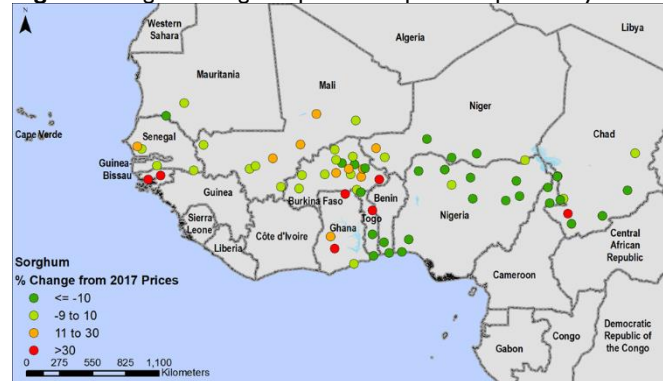 N
Western
Sahara
Algeria
Libya
Mauritania
Mali
Niger
Cape Verde
Senegal
Chad
Guinea-
Bissau
Guinea
Burkina Faso
Benin
Nigeria
Sierra
Leone
Ghana
Togo
Côte d'Ivoire
Liberia
Central
African
Republic
Cameroon
Sorghum
% Change from 2017 Prices
<= -10
-9 to 10
11 to 30
>30
Democratic
Republic of
the Congo
Gabon
Congo
0 275 550 825 1,100
Kilometers